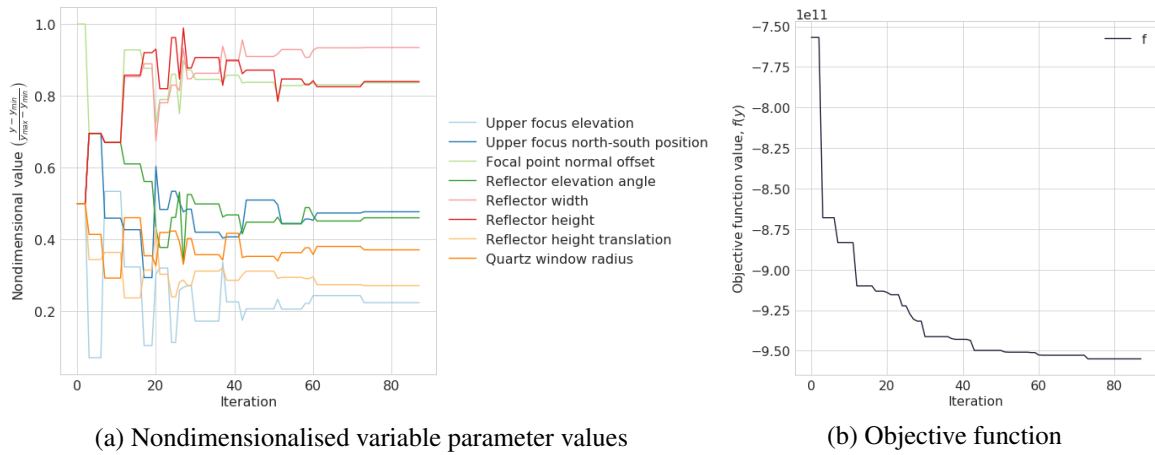 1.0
0.8
0.6
0.4
0.2
0
20
40
60
80
Iteration
Nondimensional value (y − ymin / ymax − ymin)
Upper focus elevation
Upper focus north-south position
Focal point normal offset
Reflector elevation angle
Reflector width
Reflector height
Reflector height translation
Quartz window radius
(a) Nondimensionalised variable parameter values
1e11
−7.50
−7.75
−8.00
−8.25
−8.50
−8.75
−9.00
−9.25
−9.50
0
20
40
60
80
Iteration
Objective function value, f(y)
f
(b) Objective function